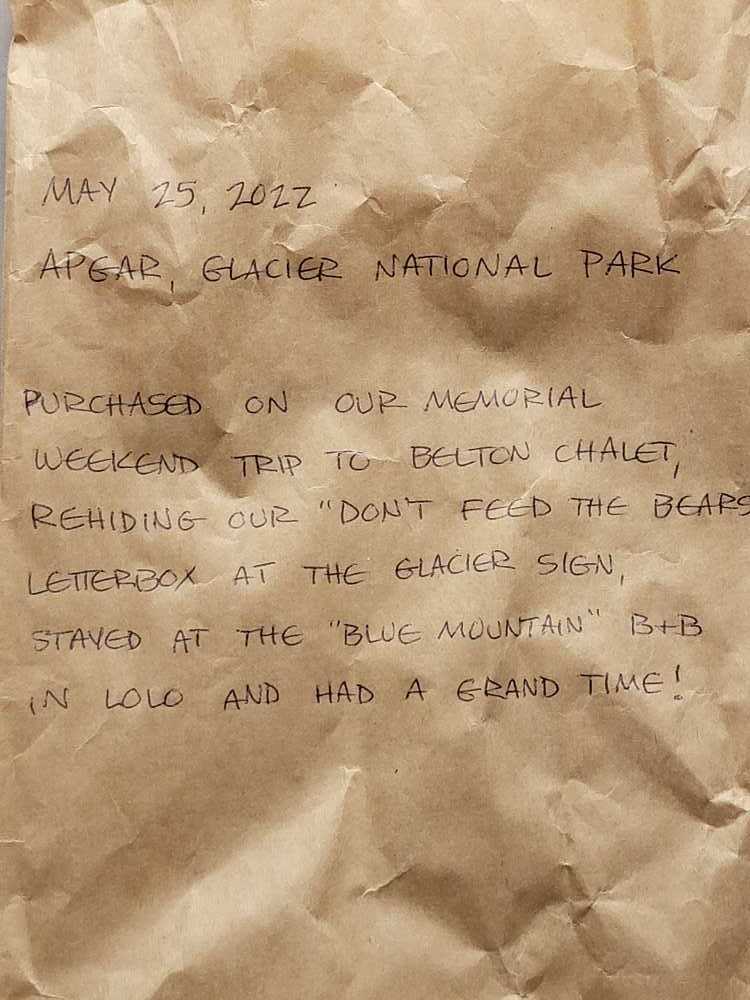 MAY 25, 2022
APGAR, GLACIER NATIONAL PARK
PURCHASED ON OUR MEMORIAL
WEEKEND TRIP TO BELTON CHALET,
REHIDING OUR "DON'T FEED THE BEARS
LETTERBOX AT THE GLACIER SIGN,
STAYED AT THE "BLUE MOUNTAIN" B+B
IN LOLO AND HAD A GRAND TIME!